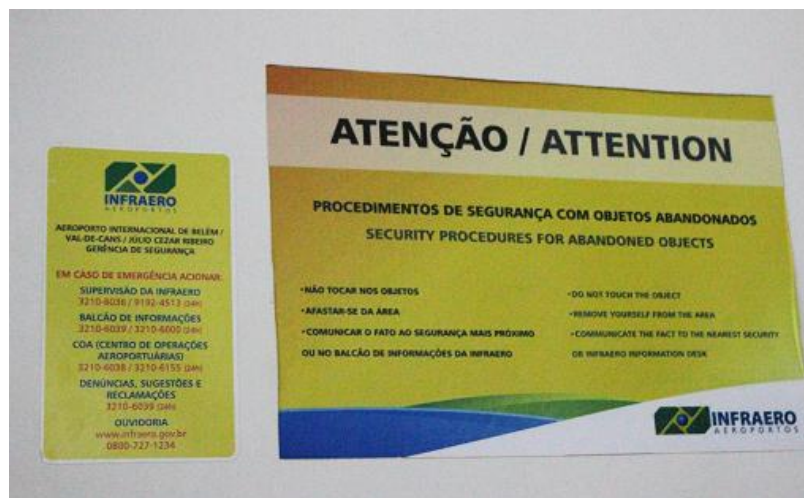 INFRAERO
AEROPORTOS
AEROPORTO INTERNACIONAL DE BELÉM /
VAL-DE-CANS / JÚLIO CEZAR RIBEIRO
GERÊNCIA DE SEGURANÇA
EM CASO DE EMERGÊNCIA ACIONAR:
SUPERVISÃO DA INFRAERO
3210-6036 / 9192-4513 (24h)
BALCÃO DE INFORMAÇÕES
3210-6039 / 3210-6000 (24h)
COA (CENTRO DE OPERAÇÕES
AEROPORTUÁRIAS)
3210-6038 / 3210-6155 (24h)
DENÚNCIAS, SUGESTÕES E
RECLAMAÇÕES
3210-6039 (24h)
OUVIDORIA
www.infraero.gov.br
0800-727-1234
ATENÇÃO / ATTENTION
PROCEDIMENTOS DE SEGURANÇA COM OBJETOS ABANDONADOS
SECURITY PROCEDURES FOR ABANDONED OBJECTS
•NÃO TOCAR NOS OBJETOS
•AFASTAR-SE DA ÁREA
•COMUNICAR O FATO AO SEGURANÇA MAIS PRÓXIMO
OU NO BALCÃO DE INFORMAÇÕES DA INFRAERO
•DO NOT TOUCH THE OBJECT
•REMOVE YOURSELF FROM THE AREA
•COMMUNICATE THE FACT TO THE NEAREST SECURITY
OR INFRAERO INFORMATION DESK
INFRAERO
AEROPORTOS